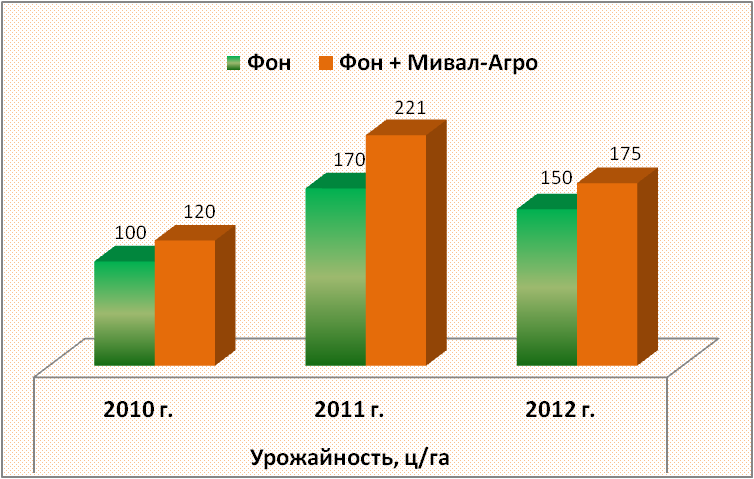 Фон Фон + Мивал-Агро
221
170
175
150
120
100
2010 г. 2011 г. 2012 г.
Урожайность, ц/га